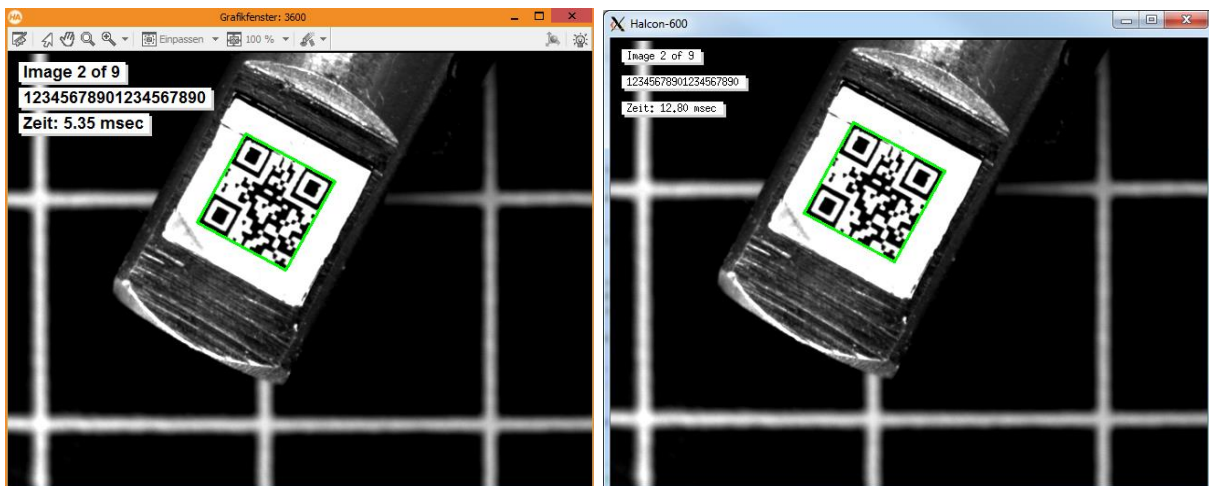 HA
Grafikfenster: 3600
Einpassen
100 %
Image 2 of 9
12345678901234567890
Zeit: 5.35 msec
Halcon-600
Image 2 of 9
12345678901234567890
Zeit: 12.80 msec